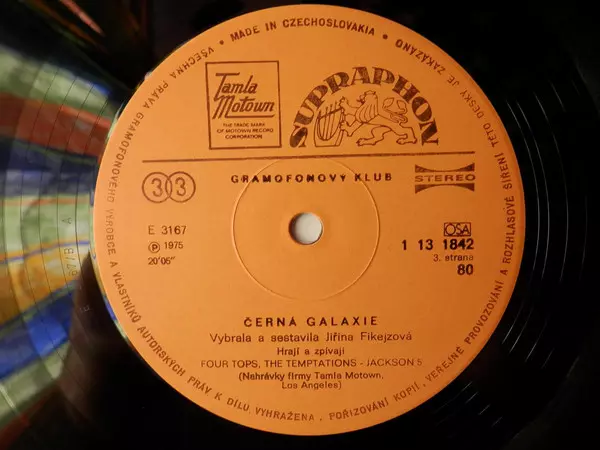 VŠECHNA PRÁVA GRAMOFONOVÉHO VÝROBCE A VLASTNÍKŮ AUTORSKÝCH PRÁV K DÍLU VYHRAŽENA. POŘIZOVÁNÍ KOPIÍ, VEŘEJNÉ PROVOZOVÁNÍ A ROZHLASOVÉ ŠÍŘENÍ TÉTO DESKY JE ZAKÁZÁNO
• MADE IN CZECHOSLOVAKIA •
Tamla
Motown
THE TRADE MARK
OF MOTOWN RECORD
CORPORATION
SUPRAPHON
33
GRAMOFONOVÝ KLUB
STEREO
E 3167
Ⓟ 1975
20'06"
OSA
1 13 1842
3. strana
80
ČERNÁ GALAXIE
Vybrala a sestavila Jiřina Fikejzová
Hrají a zpívají
FOUR TOPS, THE TEMPTATIONS - JACKSON 5
(Nahrávky firmy Tamla Motown,
Los Angeles)